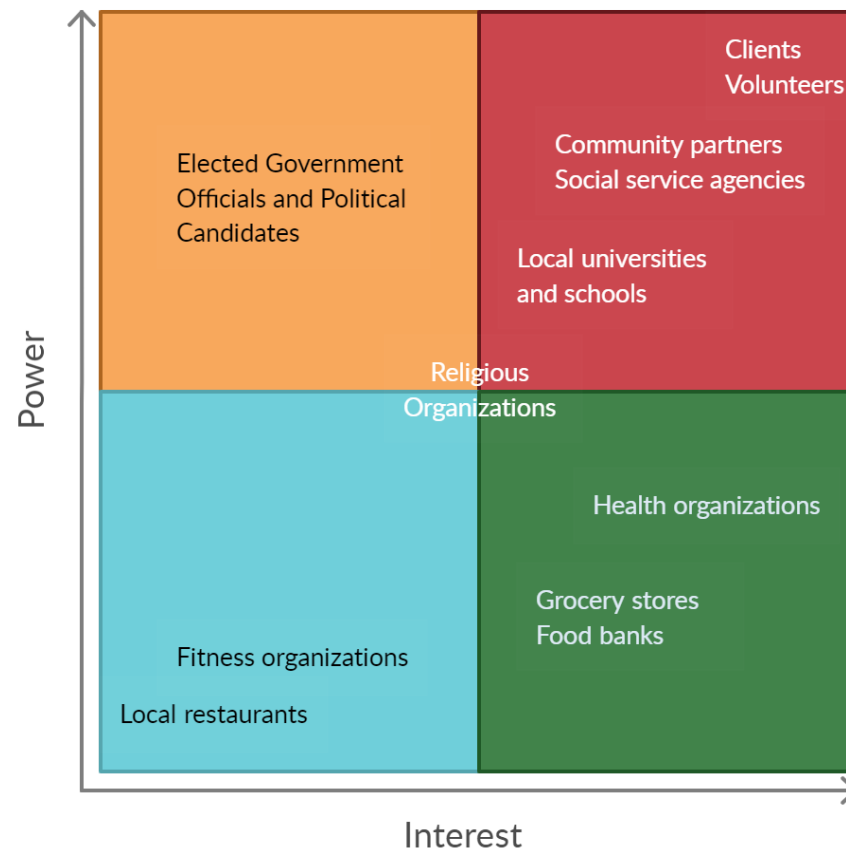 Clients
Volunteers
Community partners
Social service agencies
Elected Government
Officials and Political
Candidates
Local universities
and schools
Religious
Organizations
Power
Health organizations
Grocery stores
Food banks
Fitness organizations
Local restaurants
Interest